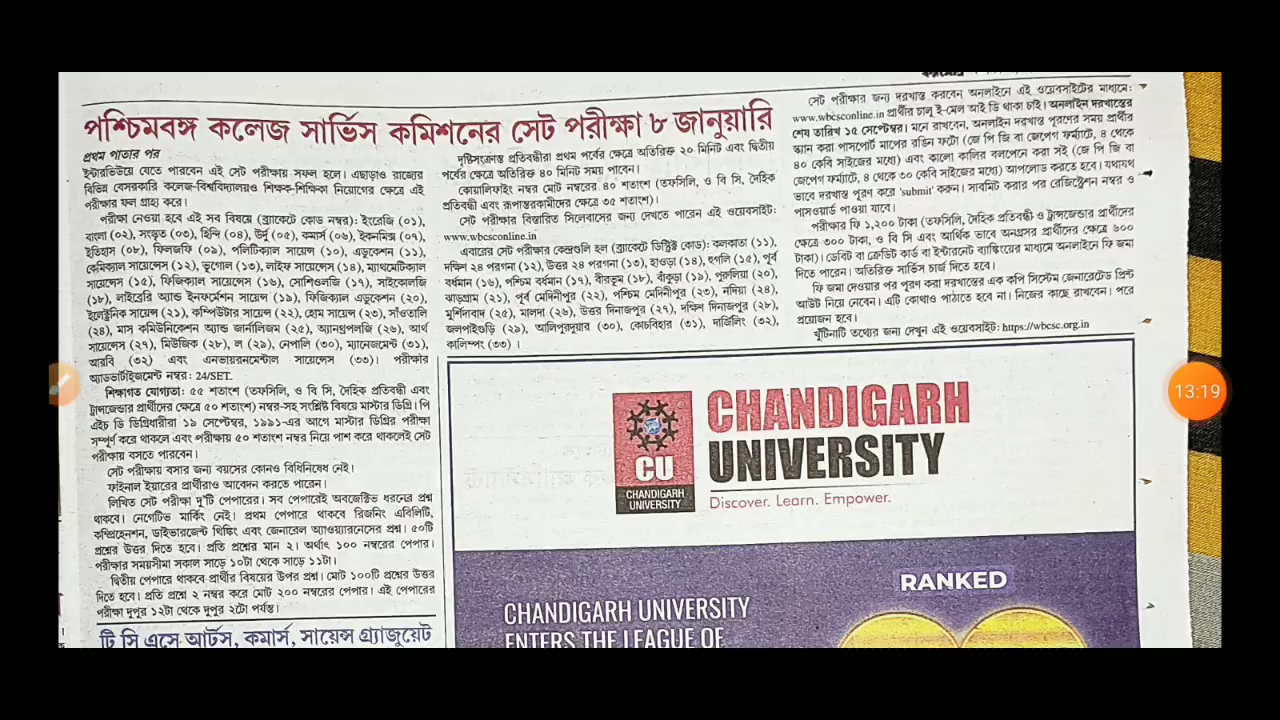 পশ্চিমবঙ্গ কলেজ সার্ভিস কমিশনের সেট পরীক্ষা ৮ জানুয়ারি
প্রথম পাতার পর
ইন্টারভিউয়ে যেতে পারবেন এই সেট পরীক্ষায় সফল হলে। এছাড়াও রাজ্যের
বিভিন্ন বেসরকারি কলেজ-বিশ্ববিদ্যালয়ও শিক্ষক-শিক্ষিকা নিয়োগের ক্ষেত্রে এই
পরীক্ষার ফল গ্রাহ্য করে।
পরীক্ষা নেওয়া হবে এই সব বিষয়ে (ব্র্যাকেটে কোড নম্বর): ইংরেজি (০১),
বাংলা (০২), সংস্কৃত (০৩), হিন্দি (০৪), উর্দু (০৫), কমার্স (০৬), ইকনমিক্স (০৭),
ইতিহাস (০৮), ফিলজফি (০৯), পলিটিক্যাল সায়েন্স (১০), এডুকেশন (১১),
কেমিক্যাল সায়েন্সেস (১২), ভূগোল (১৩), লাইফ সায়েন্সেস (১৪), ম্যাথমেটিক্যাল
সায়েন্সেস (১৫), ফিজিক্যাল সায়েন্সেস (১৬), সোশিওলজি (১৭), সাইকোলজি
(১৮), লাইব্রেরি অ্যান্ড ইনফর্মেশন সায়েন্স (১৯), ফিজিক্যাল এডুকেশন (২০),
ইলেক্ট্রনিক সায়েন্স (২১), কম্পিউটার সায়েন্স (২২), হোম সায়েন্স (২৩), সাঁওতালি
(২৪), মাস কমিউনিকেশন অ্যান্ড জার্নালিজম (২৫), অ্যানথ্রপলজি (২৬), আর্থ
সায়েন্সেস (২৭), মিউজিক (২৮), ল (২৯), নেপালি (৩০), ম্যানেজমেন্ট (৩১),
আরবি (৩২) এবং এনভায়রনমেন্টাল সায়েন্সেস (৩৩)। পরীক্ষার
অ্যাডভার্টাইজমেন্ট নম্বর: 24/SET.
শিক্ষাগত যোগ্যতা: ৫৫ শতাংশ (তফসিলি, ও বি সি, দৈহিক প্রতিবন্ধী এবং
ট্রান্সজেন্ডার প্রার্থীদের ক্ষেত্রে ৫০ শতাংশ) নম্বর-সহ সংশ্লিষ্ট বিষয়ে মাস্টার ডিগ্রি। পি
এইচ ডি ডিগ্রিধারীরা ১৯ সেপ্টেম্বর, ১৯৯১-এর আগে মাস্টার ডিগ্রির পরীক্ষা
সম্পূর্ণ করে থাকলে এবং পরীক্ষায় ৫০ শতাংশ নম্বর নিয়ে পাশ করে থাকলেই সেট
পরীক্ষায় বসতে পারবেন।
সেট পরীক্ষায় বসার জন্য বয়সের কোনও বিধিনিষেধ নেই।
ফাইনাল ইয়ারের প্রার্থীরাও আবেদন করতে পারেন।
লিখিত সেট পরীক্ষা দু'টি পেপারের। সব পেপারেই অবজেক্টিভ ধরনের প্রশ্ন
থাকবে। নেগেটিভ মার্কিং নেই। প্রথম পেপারে থাকবে রিজনিং এবিলিটি,
কম্প্রিহেনশন, ডাইভারজেন্ট থিঙ্কিং এবং জেনারেল অ্যাওয়্যারনেসের প্রশ্ন। ৫০টি
প্রশ্নের উত্তর দিতে হবে। প্রতি প্রশ্নের মান ২। অর্থাৎ ১০০ নম্বরের পেপার।
পরীক্ষার সময়সীমা সকাল সাড়ে ১০টা থেকে সাড়ে ১১টা।
দ্বিতীয় পেপারে থাকবে প্রার্থীর বিষয়ের উপর প্রশ্ন। মোট ১০০টি প্রশ্নের উত্তর
দিতে হবে। প্রতি প্রশ্নে ২ নম্বর করে মোট ২০০ নম্বরের পেপার। এই পেপারের
পরীক্ষা দুপুর ১২টা থেকে দুপুর ২টো পর্যন্ত।
টি সি এসে আর্টস, কমার্স, সায়েন্স গ্র্যাজুয়েট
দৃষ্টিসংক্রান্ত প্রতিবন্ধীরা প্রথম পর্বের ক্ষেত্রে অতিরিক্ত ২০ মিনিট এবং দ্বিতীয়
পর্বের ক্ষেত্রে অতিরিক্ত ৪০ মিনিট সময় পাবেন।
কোয়ালিফাইং নম্বর মোট নম্বরের ৪০ শতাংশ (তফসিলি, ও বি সি, দৈহিক
প্রতিবন্ধী এবং রূপান্তরকামীদের ক্ষেত্রে ৩৫ শতাংশ)।
সেট পরীক্ষার বিস্তারিত সিলেবাসের জন্য দেখতে পারেন এই ওয়েবসাইট:
www.wbcsconline.in
এবারের সেট পরীক্ষার কেন্দ্রগুলি হল (ব্র্যাকেটে ডিস্ট্রিক্ট কোড): কলকাতা (১১),
দক্ষিণ ২৪ পরগনা (১২), উত্তর ২৪ পরগনা (১৩), হাওড়া (১৪), হুগলি (১৫), পূর্ব
বর্ধমান (১৬), পশ্চিম বর্ধমান (১৭), বীরভূম (১৮), বাঁকুড়া (১৯), পুরুলিয়া (২০),
ঝাড়গ্রাম (২১), পূর্ব মেদিনীপুর (২২), পশ্চিম মেদিনীপুর (২৩), নদিয়া (২৪),
মুর্শিদাবাদ (২৫), মালদা (২৬), উত্তর দিনাজপুর (২৭), দক্ষিণ দিনাজপুর (২৮),
জলপাইগুড়ি (২৯), আলিপুরদুয়ার (৩০), কোচবিহার (৩১), দার্জিলিং (৩২),
কালিম্পং (৩৩)।
সেট পরীক্ষার জন্য দরখাস্ত করবেন অনলাইনে এই ওয়েবসাইটের মাধ্যমে:
www.wbcsconline.in প্রার্থীর চালু ই-মেল আই ডি থাকা চাই। অনলাইন দরখাস্তের
শেষ তারিখ ১৫ সেপ্টেম্বর। মনে রাখবেন, অনলাইন দরখাস্ত পূরণের সময় প্রার্থীর
স্ক্যান করা পাসপোর্ট মাপের রঙিন ফটো (জে পি জি বা জেপেগ ফর্ম্যাটে, ৪ থেকে
৪০ কেবি সাইজের মধ্যে) এবং কালো কালির বলপেনে করা সই (জে পি জি বা
জেপেগ ফর্ম্যাটে, ৪ থেকে ৩০ কেবি সাইজের মধ্যে) আপলোড করতে হবে। যথাযথ
ভাবে দরখাস্ত পূরণ করে 'submit' করুন। সাবমিট করার পর রেজিস্ট্রেশন নম্বর ও
পাসওয়ার্ড পাওয়া যাবে।
পরীক্ষার ফি ১,২০০ টাকা (তফসিলি, দৈহিক প্রতিবন্ধী ও ট্রান্সজেন্ডার প্রার্থীদের
ক্ষেত্রে ৩০০ টাকা, ও বি সি এবং আর্থিক ভাবে অনগ্রসর প্রার্থীদের ক্ষেত্রে ৬০০
টাকা)। ডেবিট বা ক্রেডিট কার্ড বা ইন্টারনেট ব্যাঙ্কিংয়ের মাধ্যমে অনলাইনে ফি জমা
দিতে পারেন। অতিরিক্ত সার্ভিস চার্জ দিতে হবে।
ফি জমা দেওয়ার পর পূরণ করা দরখাস্তের এক কপি সিস্টেম জেনারেটেড প্রিন্ট
আউট নিয়ে নেবেন। এটি কোথাও পাঠাতে হবে না। নিজের কাছে রাখবেন। পরে
প্রয়োজন হবে।
খুঁটিনাটি তথ্যের জন্য দেখুন এই ওয়েবসাইট: https://wbcsc.org.in
CU
CHANDIGARH
UNIVERSITY
CHANDIGARH
UNIVERSITY
Discover. Learn. Empower.
RANKED
CHANDIGARH UNIVERSITY
ENTERS THE LEAGUE OF
13:19